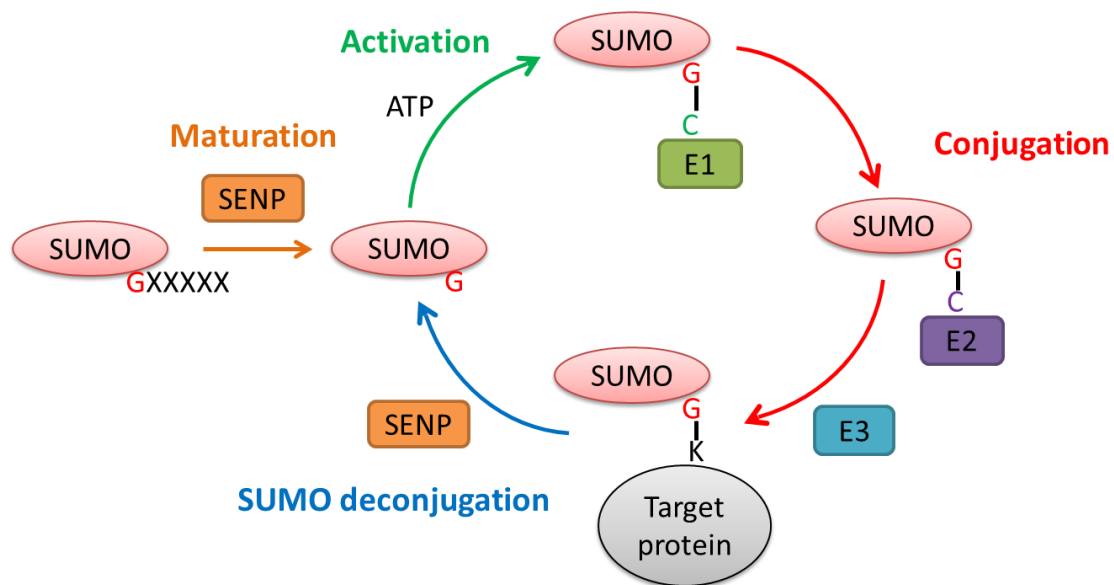 Activation
SUMO
G
C
E1
ATP
Maturation
SENP
Conjugation
SUMO
GXXXXX
SUMO
G
SUMO
G
C
E2
SUMO
G
K
Target
protein
E3
SENP
SUMO deconjugation